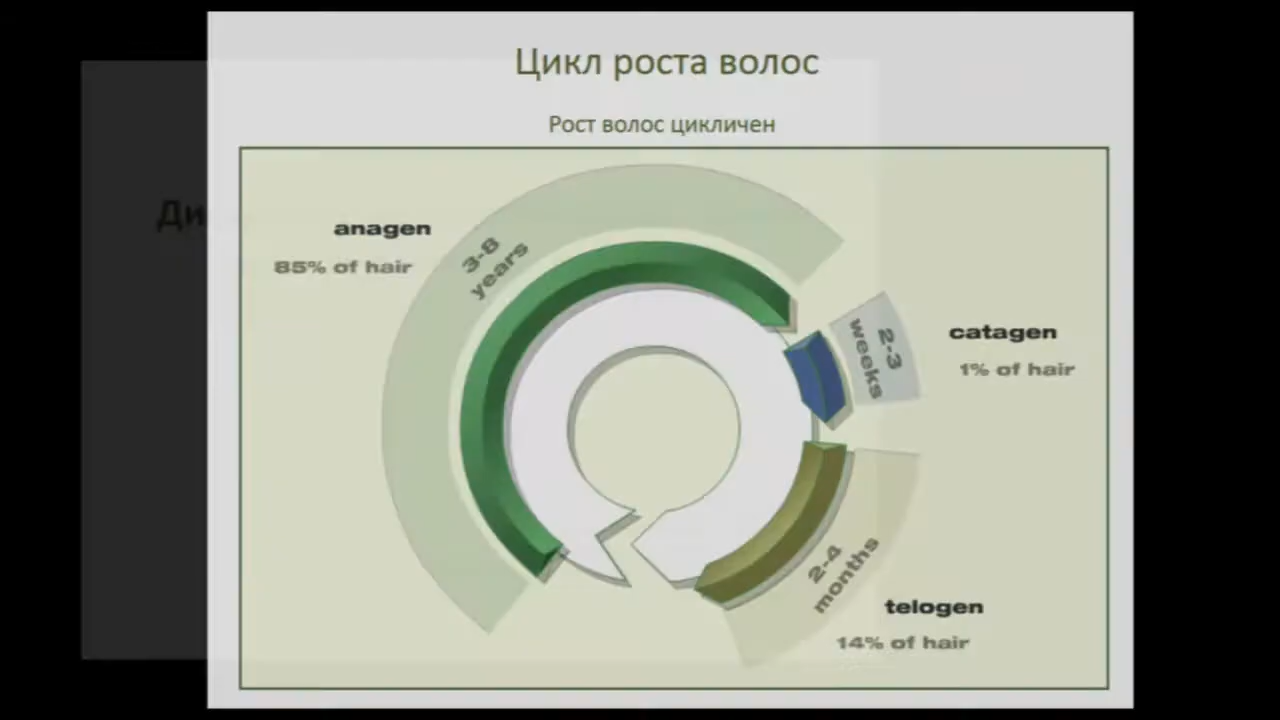 Цикл роста волос
Рост волос цикличен
anagen
85% of hair
3-8
years
2-3
weeks
catagen
1% of hair
2-4
months
telogen
14% of hair